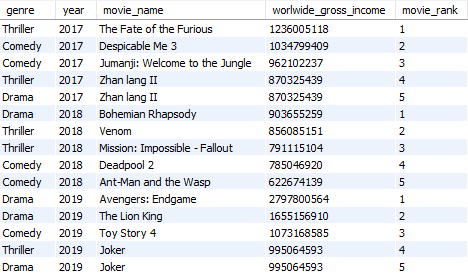 genre year movie_name worlwide_gross_income movie_rank
Thriller 2017 The Fate of the Furious 1236005118 1
Comedy 2017 Despicable Me 3 1034799409 2
Comedy 2017 Jumanji: Welcome to the Jungle 962102237 3
Thriller 2017 Zhan lang II 870325439 4
Drama 2017 Zhan lang II 870325439 5
Drama 2018 Bohemian Rhapsody 903655259 1
Thriller 2018 Venom 856085151 2
Thriller 2018 Mission: Impossible - Fallout 791115104 3
Comedy 2018 Deadpool 2 785046920 4
Comedy 2018 Ant-Man and the Wasp 622674139 5
Drama 2019 Avengers: Endgame 2797800564 1
Drama 2019 The Lion King 1655156910 2
Comedy 2019 Toy Story 4 1073168585 3
Thriller 2019 Joker 995064593 4
Drama 2019 Joker 995064593 5